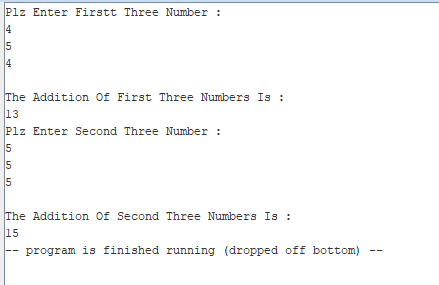 Plz Enter Firstt Three Number :
4
5
4
The Addition Of First Three Numbers Is :
13
Plz Enter Second Three Number :
5
5
5
The Addition Of Second Three Numbers Is :
15
-- program is finished running (dropped off bottom) --